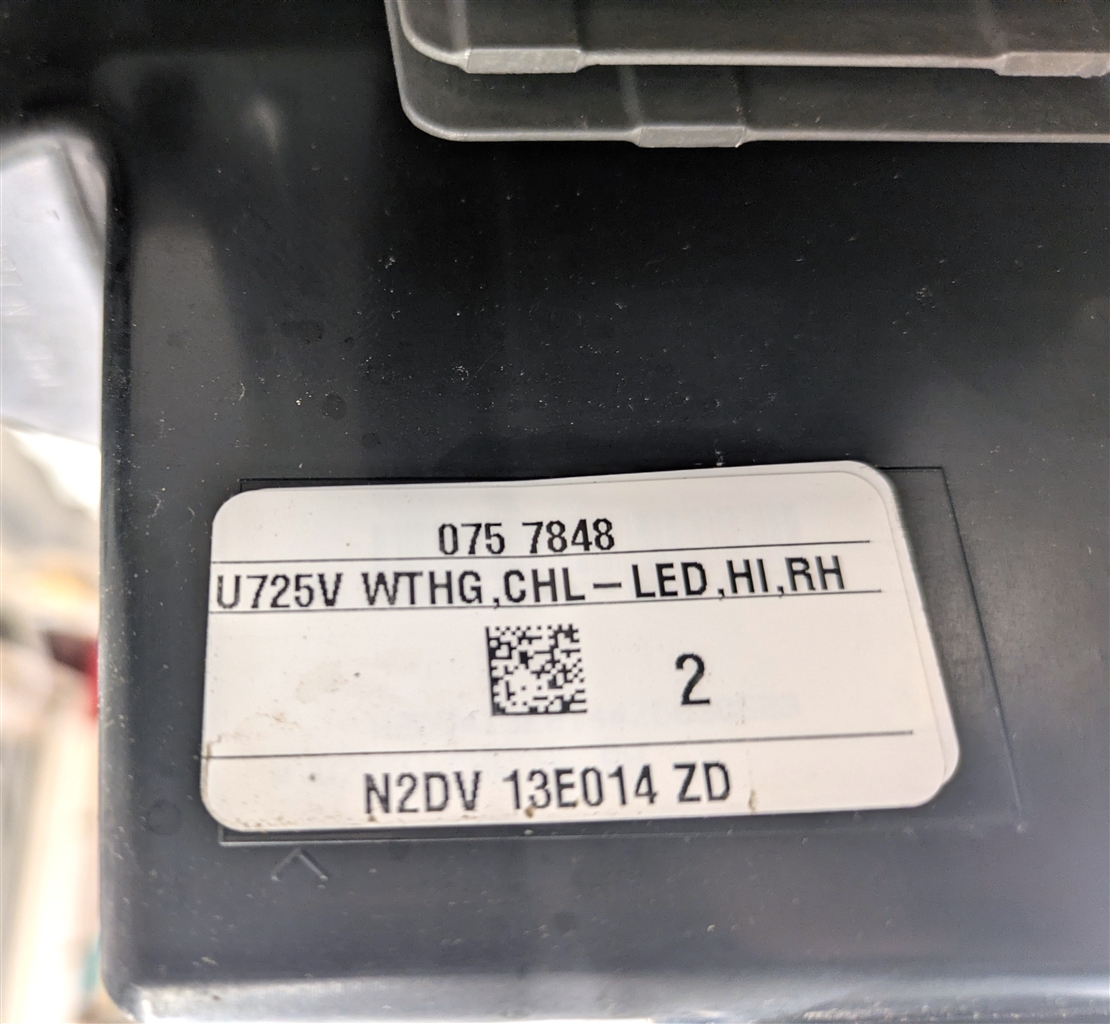 075 7848
U725V WTHG,CHL-LED,HI,RH
2
N2DV 13E014 ZD